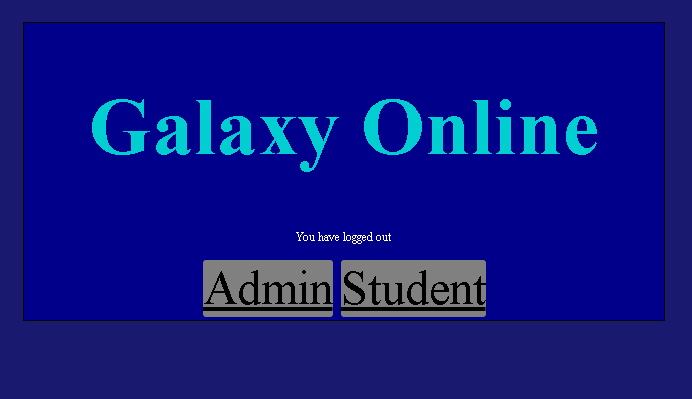 Galaxy Online
You have logged out
Admin Student